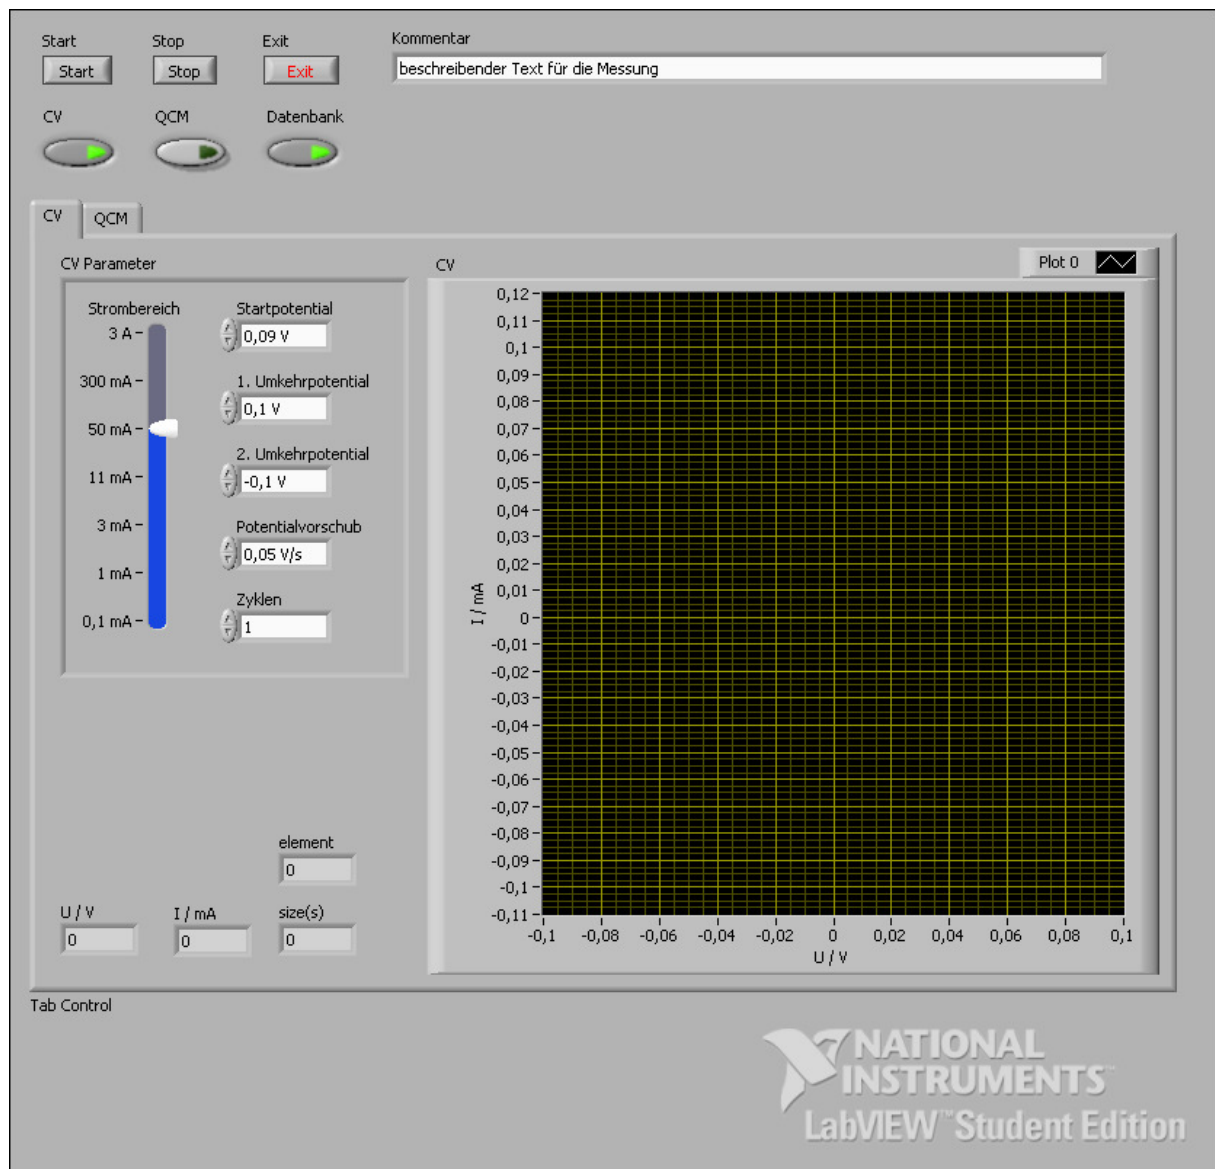 Start Stop Exit Kommentar
Start Stop Exit beschreibender Text für die Messung
CV QCM Datenbank
CV QCM
CV Parameter
Strombereich
3 A
300 mA
50 mA
11 mA
3 mA
1 mA
0,1 mA
Startpotential
0,09 V
1. Umkehrpotential
0,1 V
2. Umkehrpotential
-0,1 V
Potentialvorschub
0,05 V/s
Zyklen
1
element
0
U / V I / mA size(s)
0 0 0
CV Plot 0
0,12
0,11
0,1
0,09
0,08
0,07
0,06
0,05
0,04
0,03
0,02
0,01
0
-0,01
-0,02
-0,03
-0,04
-0,05
-0,06
-0,07
-0,08
-0,09
-0,1
-0,11
I / mA
-0,1 -0,08 -0,06 -0,04 -0,02 0 0,02 0,04 0,06 0,08 0,1
U / V
Tab Control
NATIONAL
INSTRUMENTS™
LabVIEW™ Student Edition